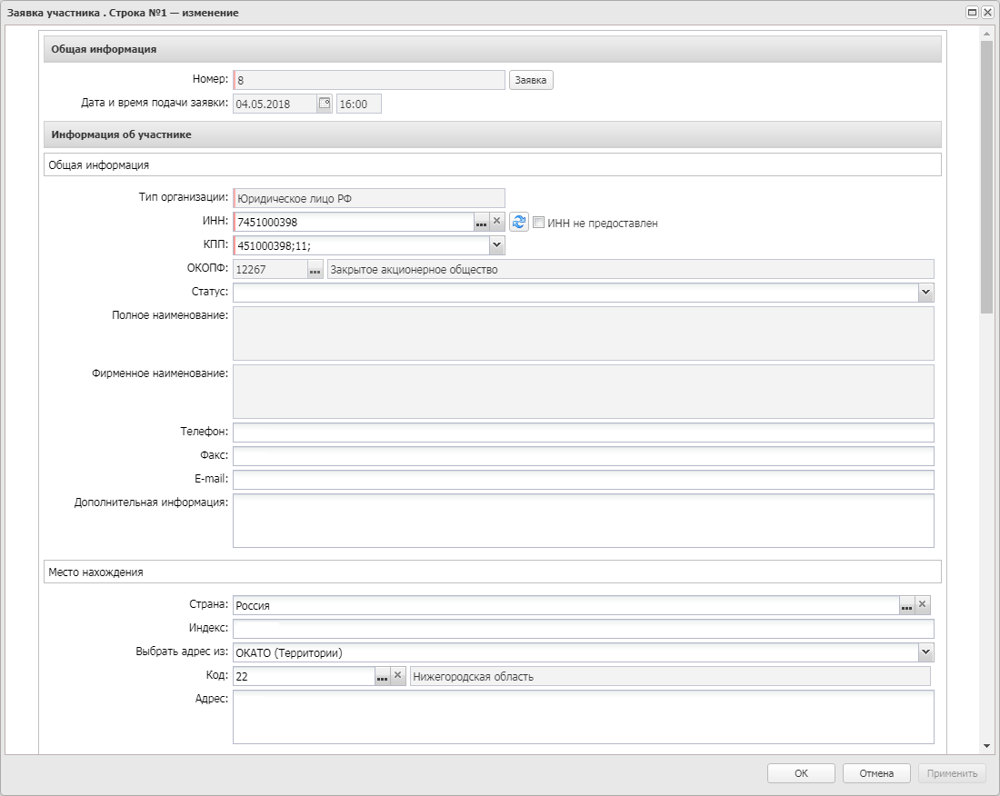 Заявка участника . Строка №1 — изменение
Общая информация
Номер: 8 Заявка
Дата и время подачи заявки: 04.05.2018 16:00
Информация об участнике
Общая информация
Тип организации: Юридическое лицо РФ
ИНН: 7451000398 ... ИНН не предоставлен
КПП: 451000398;11;
ОКОПФ: 12267 ... Закрытое акционерное общество
Статус:
Полное наименование:
Фирменное наименование:
Телефон:
Факс:
E-mail:
Дополнительная информация:
Место нахождения
Страна: Россия ...
Индекс:
Выбрать адрес из: ОКАТО (Территории)
Код: 22 ... Нижегородская область
Адрес:
ОК Отмена Применить